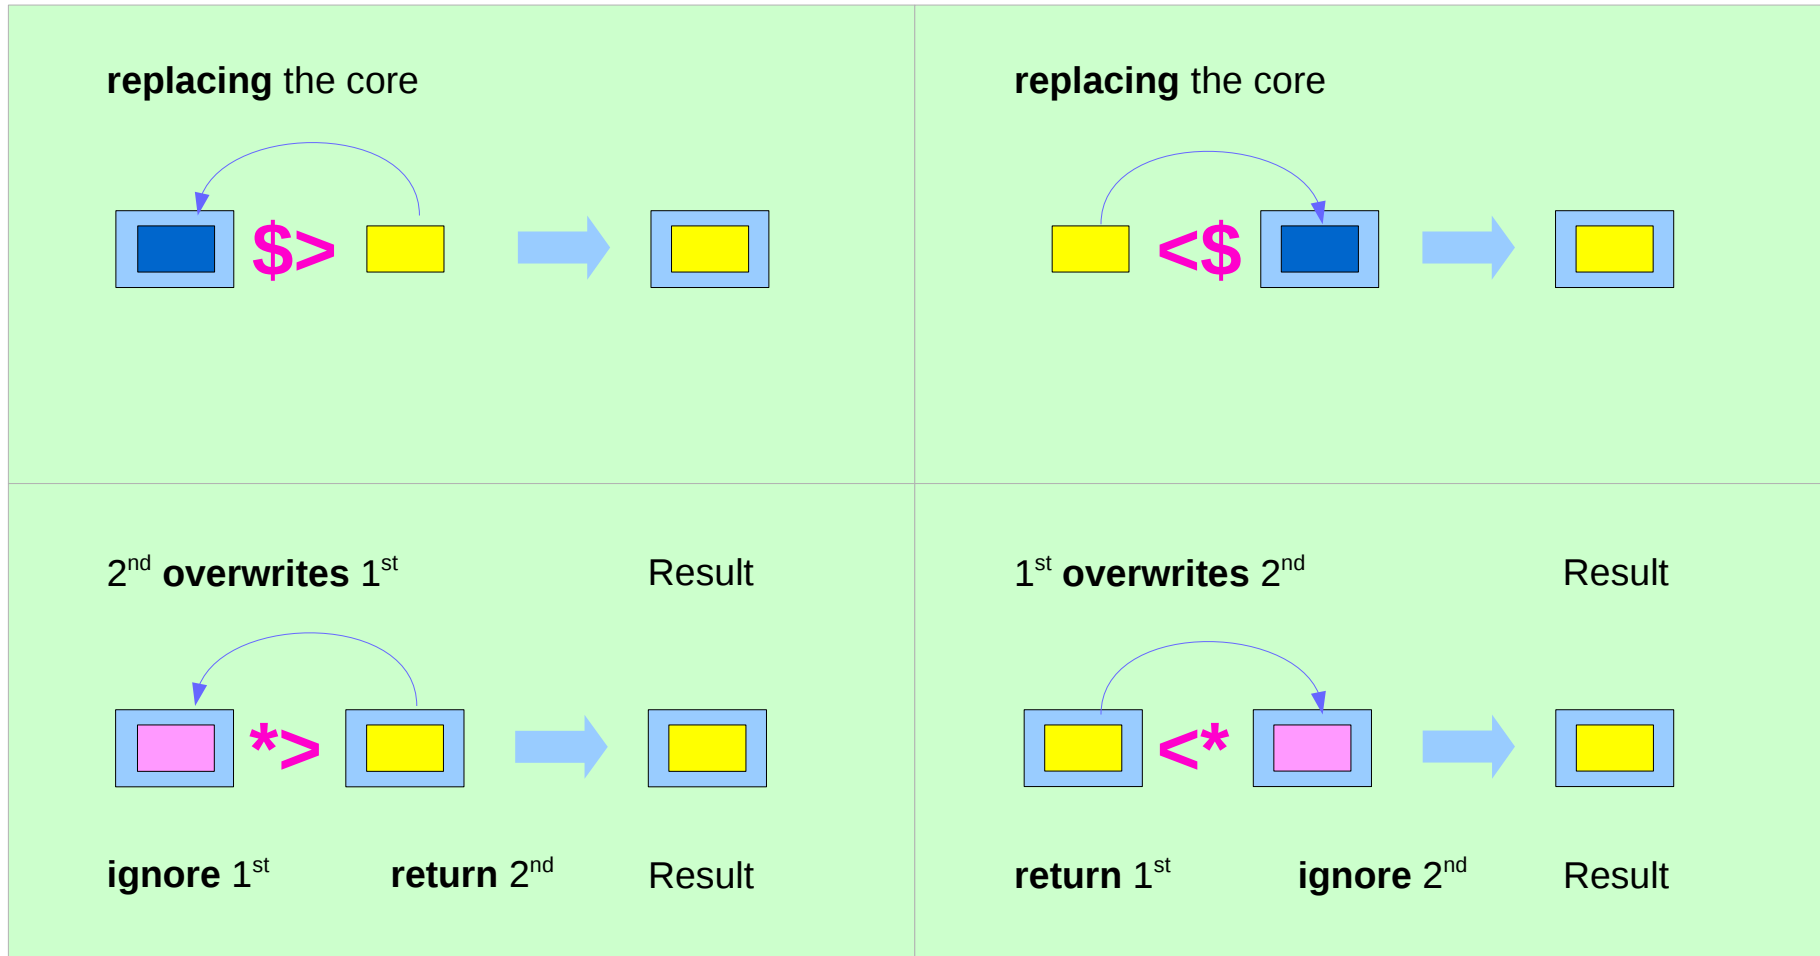 replacing the core
$>
replacing the core
<$
2nd overwrites 1st Result
*>
ignore 1st return 2nd Result
1st overwrites 2nd Result
<*
return 1st ignore 2nd Result